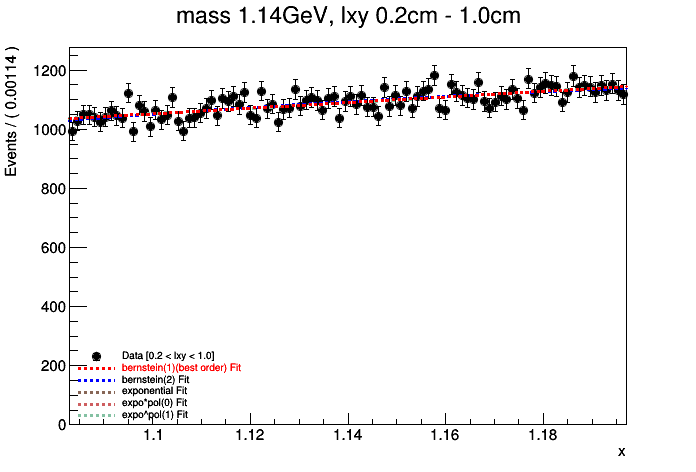 mass 1.14GeV, lxy 0.2cm - 1.0cm
Events / ( 0.00114 )
1200
1000
800
600
400
200
0
Data [0.2 < lxy < 1.0]
bernstein(1)(best order) Fit
bernstein(2) Fit
exponential Fit
expo*pol(0) Fit
expo^pol(1) Fit
1.1 1.12 1.14 1.16 1.18
x